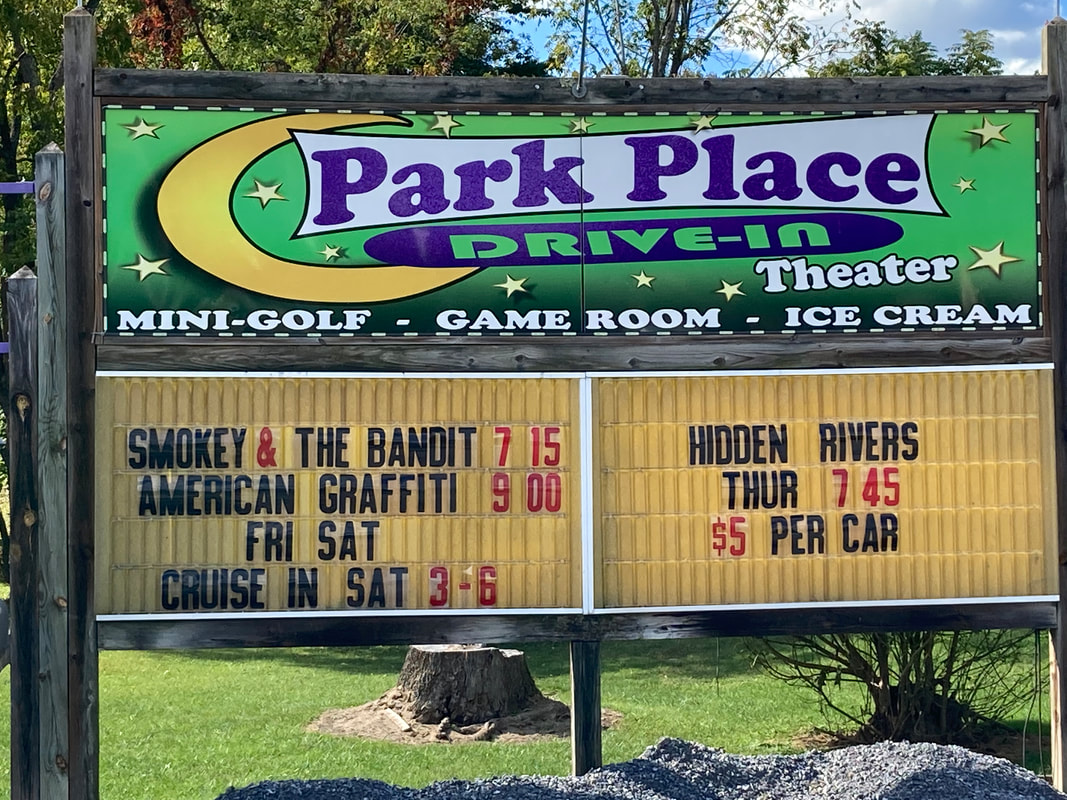 Park Place
DRIVE-IN
Theater
MINI-GOLF - GAME ROOM - ICE CREAM
SMOKEY & THE BANDIT 7 15
AMERICAN GRAFFITI 9 00
FRI SAT
CRUISE IN SAT 3-6
HIDDEN RIVERS
THUR 7 45
$5 PER CAR